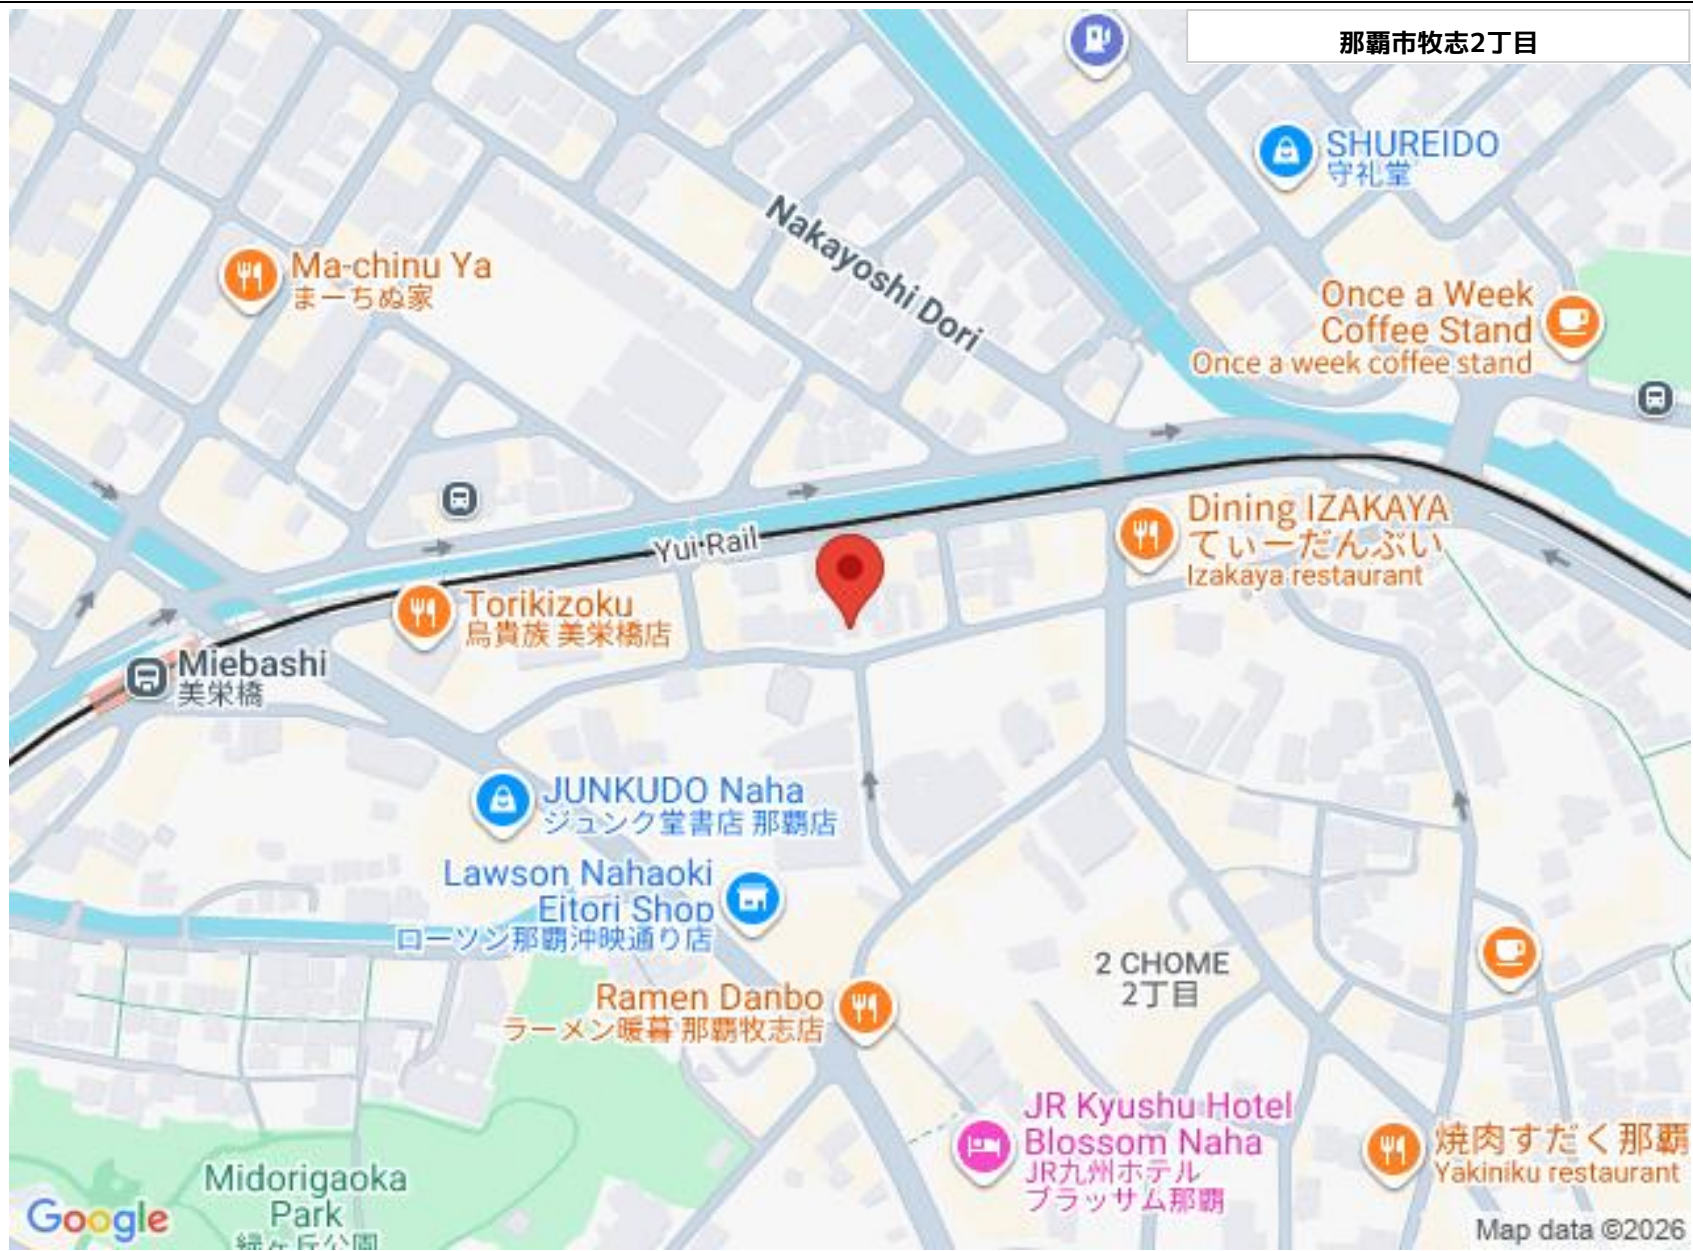 那覇市牧志2丁目
SHUREIDO
守礼堂
Nakayoshi Dori
Ma-chinu Ya
まーちぬ家
Once a Week
Coffee Stand
Once a week coffee stand
Dining IZAKAYA
てぃーだんぶい
Izakaya restaurant
Yui Rail
Torikizoku
鳥貴族 美栄橋店
Miebashi
美栄橋
JUNKUDO Naha
ジュンク堂書店 那覇店
Lawson Nahaoki
Eitori Shop
ローソン那覇沖映通り店
2 CHOME
2丁目
Ramen Danbo
ラーメン暖暮 那覇牧志店
JR Kyushu Hotel
Blossom Naha
JR九州ホテル
ブラッサム那覇
焼肉すだく那覇
Yakiniku restaurant
Midorigaoka
Park
緑ヶ丘公園
Google
Map data ©2026